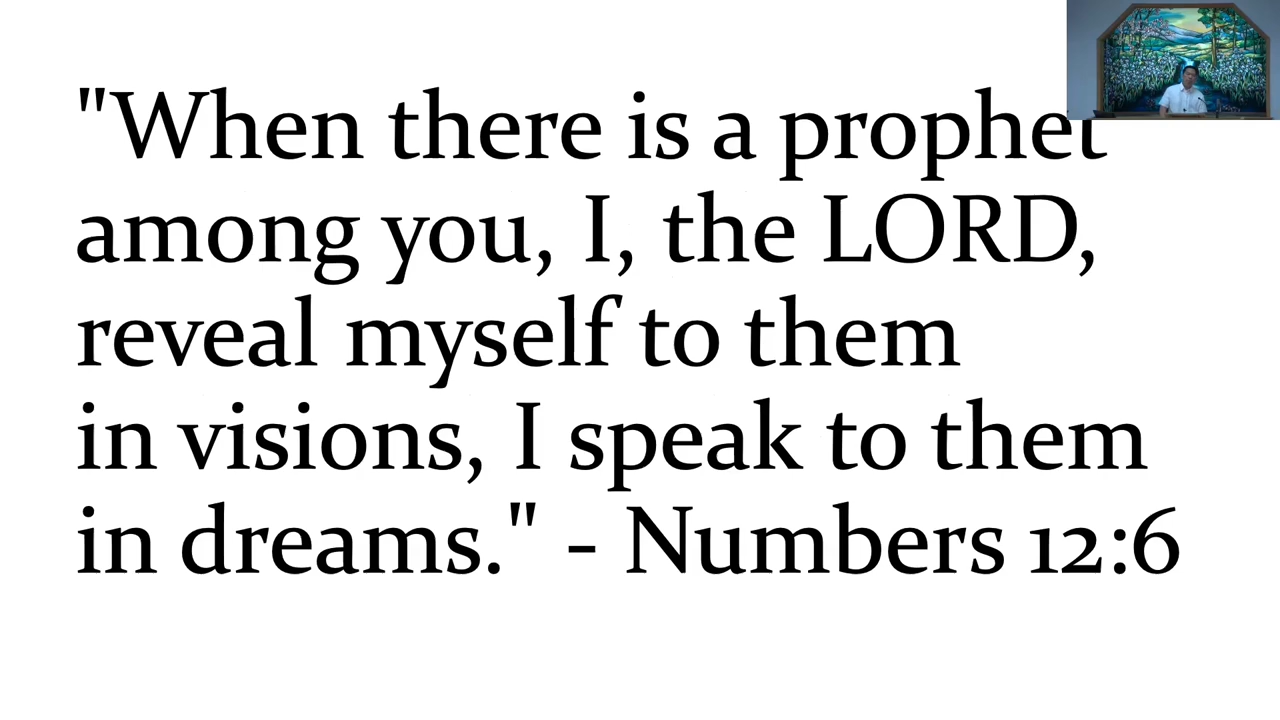 "When there is a prophet
among you, I, the LORD,
reveal myself to them
in visions, I speak to them
in dreams." - Numbers 12:6